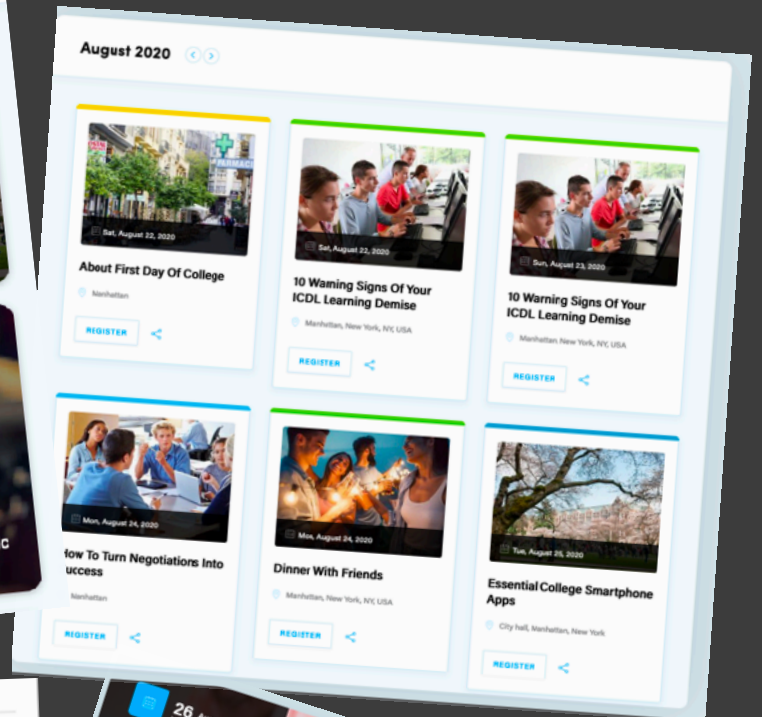 August 2020
Sat, August 22, 2020
About First Day Of College
Manhattan
REGISTER
Sat, August 22, 2020
10 Warning Signs Of Your
ICDL Learning Demise
Manhattan, New York, NY, USA
REGISTER
Sun, August 23, 2020
10 Warning Signs Of Your
ICDL Learning Demise
Manhattan New York, NY, USA
REGISTER
Mon, August 24, 2020
How To Turn Negotiations Into
uccess
Manhattan
REGISTER
Mon, August 24, 2020
Dinner With Friends
Manhattan, New York, NY, USA
REGISTER
Tue, August 25, 2020
Essential College Smartphone
Apps
City hall, Manhattan, New York
REGISTER
26